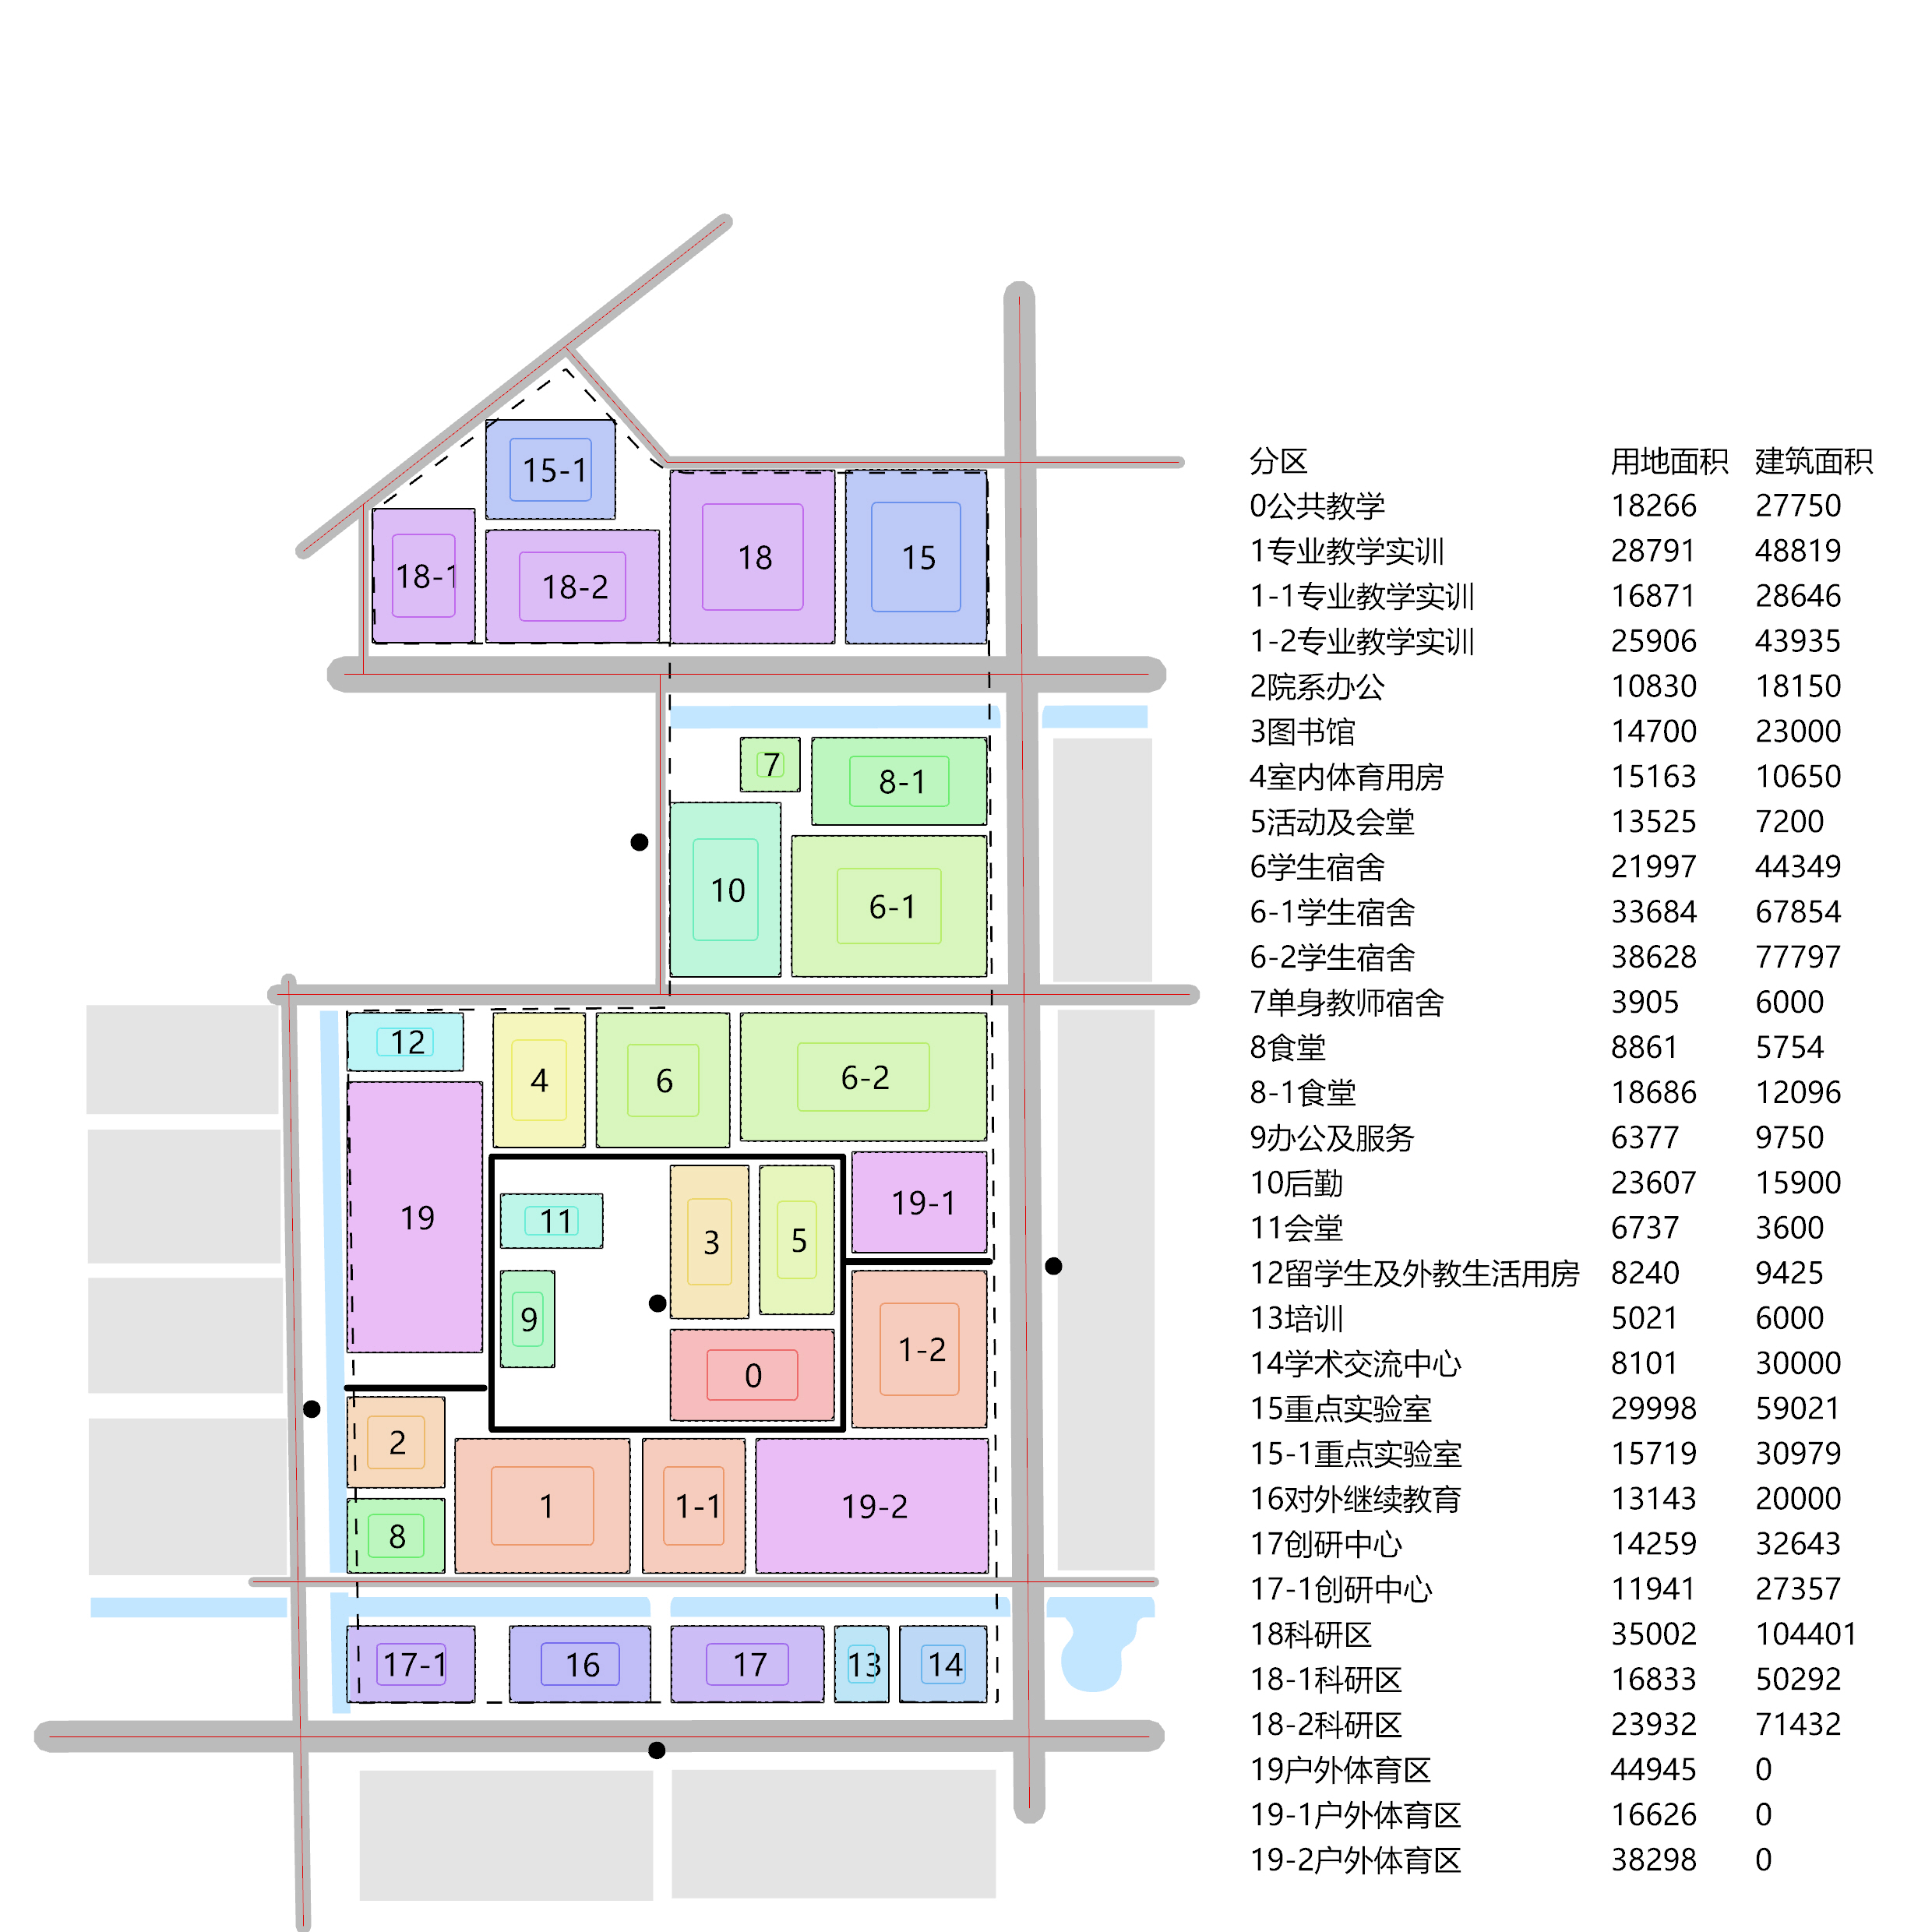 15-1
18-1
18-2
18
15
7
8-1
10
6-1
12
4
6
6-2
19
11
3
5
19-1
9
0
1-2
2
8
1
1-1
19-2
17-1
16
17
13
14
分区 用地面积 建筑面积
0公共教学 18266 27750
1专业教学实训 28791 48819
1-1专业教学实训 16871 28646
1-2专业教学实训 25906 43935
2院系办公 10830 18150
3图书馆 14700 23000
4室内体育用房 15163 10650
5活动及会堂 13525 7200
6学生宿舍 21997 44349
6-1学生宿舍 33684 67854
6-2学生宿舍 38628 77797
7单身教师宿舍 3905 6000
8食堂 8861 5754
8-1食堂 18686 12096
9办公及服务 6377 9750
10后勤 23607 15900
11会堂 6737 3600
12留学生及外教生活用房 8240 9425
13培训 5021 6000
14学术交流中心 8101 30000
15重点实验室 29998 59021
15-1重点实验室 15719 30979
16对外继续教育 13143 20000
17创研中心 14259 32643
17-1创研中心 11941 27357
18科研区 35002 104401
18-1科研区 16833 50292
18-2科研区 23932 71432
19户外体育区 44945 0
19-1户外体育区 16626 0
19-2户外体育区 38298 0